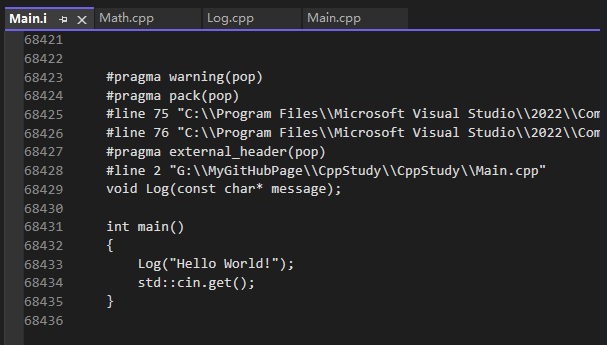 Main.i Math.cpp Log.cpp Main.cpp
68421
68422
68423 #pragma warning(pop)
68424 #pragma pack(pop)
68425 #line 75 "C:\\Program Files\\Microsoft Visual Studio\\2022\\Com
68426 #line 76 "C:\\Program Files\\Microsoft Visual Studio\\2022\\Com
68427 #pragma external_header(pop)
68428 #line 2 "G:\\MyGitHubPage\\CppStudy\\CppStudy\\Main.cpp"
68429 void Log(const char* message);
68430
68431 int main()
68432 {
68433     Log("Hello World!");
68434     std::cin.get();
68435 }
68436